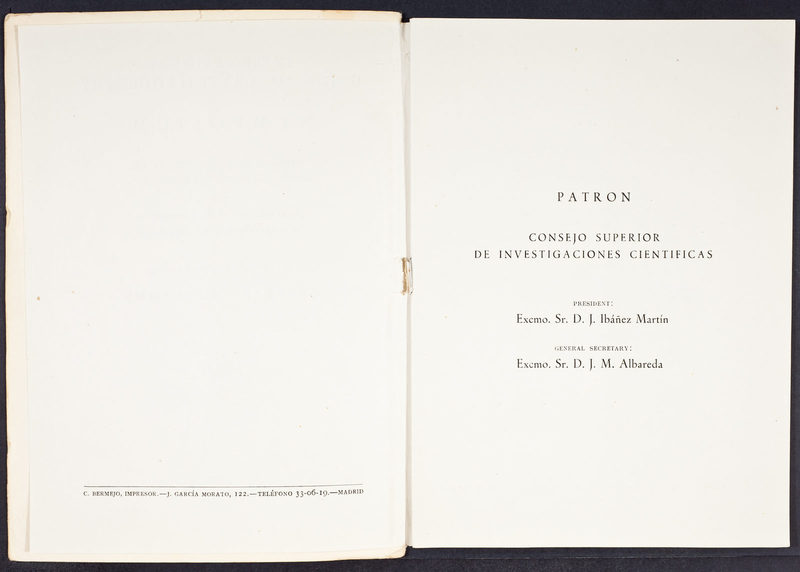 C. BERMEJO, IMPRESOR.—J. GARCÍA MORATO, 122.—TELÉFONO 33-06-19.—MADRID
PATRON
CONSEJO SUPERIOR
DE INVESTIGACIONES CIENTIFICAS
PRESIDENT:
Excmo. Sr. D. J. Ibáñez Martín
GENERAL SECRETARY:
Excmo. Sr. D. J. M. Albareda